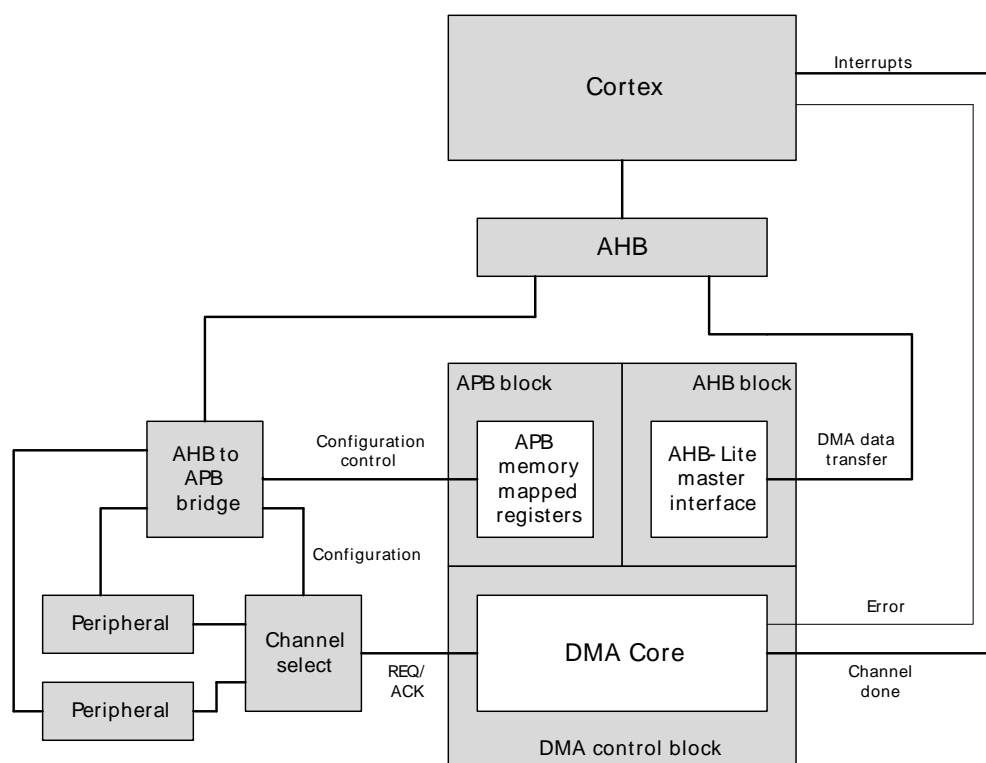 Interrupts
Cortex
AHB
APB block
AHB block
AHB to
APB
bridge
Configuration
control
APB
memory
mapped
registers
AHB-Lite
master
interface
DMA data
transfer
Configuration
Peripheral
Channel
select
Peripheral
REQ/
ACK
DMA Core
Error
Channel
done
DMA control block